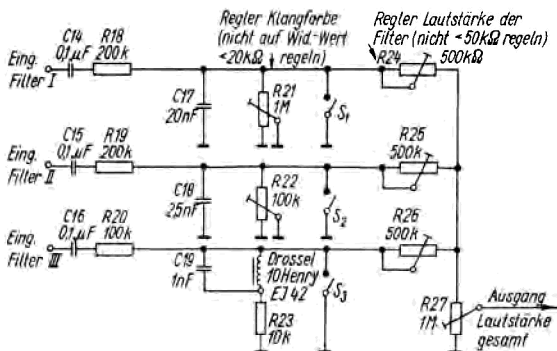 Regler Klangfarbe
(nicht auf Wid.-Wert
<20kΩ regeln)
Regler Lautstärke der
Filter (nicht <50kΩ regeln)
C14
0,1µF
R18
200k
R24
500kΩ
Eing.
Filter I
C17
20nF
R21
1M
S1
C15
0,1µF
R19
200k
R25
500k
Eing.
Filter II
C18
2,5nF
R22
100k
S2
C16
0,1µF
R20
100k
R26
500k
Eing.
Filter III
C19
1nF
Drossel
10Henry
EJ 42
S3
R23
10k
R27
1M
Ausgang
Lautstärke
gesamt